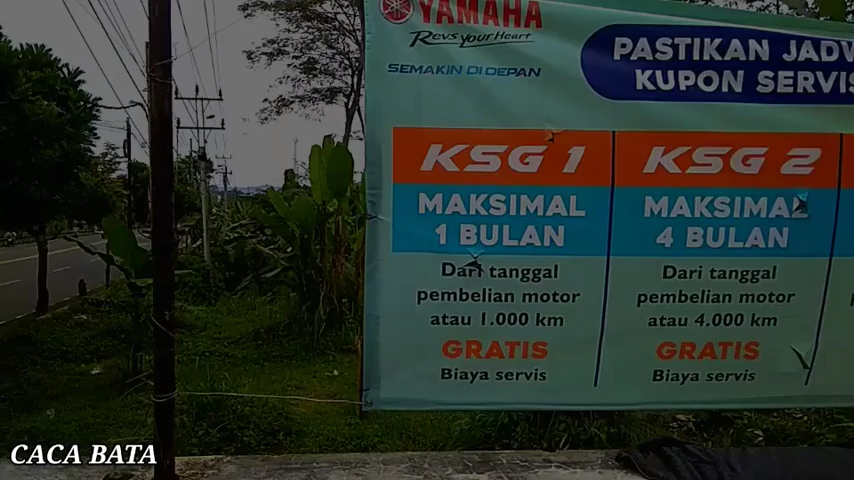 YAMAHA
Revs Your Heart
SEMAKIN DI DEPAN
PASTIKAN
KUPON SERVIS
KSG 1
MAKSIMAL
1 BULAN
Dari tanggal
pembelian motor
atau 1.000 km
GRATIS
Biaya servis
KSG 2
MAKSIMAL
4 BULAN
Dari tanggal
pembelian motor
atau 4.000 km
GRATIS
Biaya servis
CACA BATA